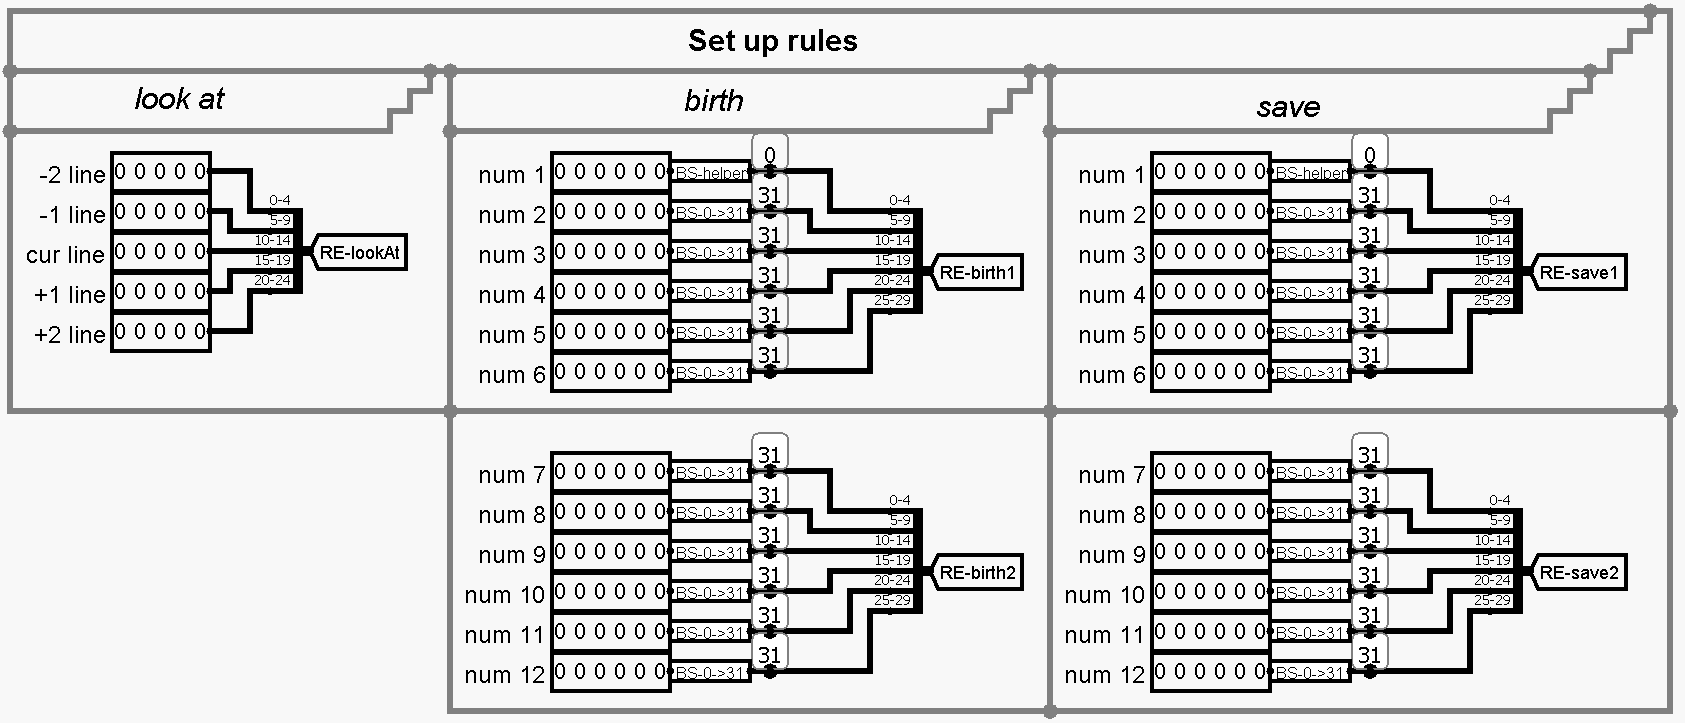 Set up rules
look at
-2 line 0 0 0 0 0 0-4
-1 line 0 0 0 0 0 5-9
cur line 0 0 0 0 0 10-14 RE-lookAt
+1 line 0 0 0 0 0 15-19
+2 line 0 0 0 0 0 20-24
birth
num 1 0 0 0 0 0 0 BS-helper 0 0-4
num 2 0 0 0 0 0 0 BS-0->31 31 5-9
num 3 0 0 0 0 0 0 BS-0->31 31 10-14 RE-birth1
num 4 0 0 0 0 0 0 BS-0->31 31 15-19
num 5 0 0 0 0 0 0 BS-0->31 31 20-24
num 6 0 0 0 0 0 0 BS-0->31 31 25-29
save
num 1 0 0 0 0 0 0 BS-helper 0 0-4
num 2 0 0 0 0 0 0 BS-0->31 31 5-9
num 3 0 0 0 0 0 0 BS-0->31 31 10-14 RE-save1
num 4 0 0 0 0 0 0 BS-0->31 31 15-19
num 5 0 0 0 0 0 0 BS-0->31 31 20-24
num 6 0 0 0 0 0 0 BS-0->31 31 25-29
num 7 0 0 0 0 0 0 BS-0->31 31 0-4
num 8 0 0 0 0 0 0 BS-0->31 31 5-9
num 9 0 0 0 0 0 0 BS-0->31 31 10-14 RE-birth2
num 10 0 0 0 0 0 0 BS-0->31 31 15-19
num 11 0 0 0 0 0 0 BS-0->31 31 20-24
num 12 0 0 0 0 0 0 BS-0->31 31 25-29
num 7 0 0 0 0 0 0 BS-0->31 31 0-4
num 8 0 0 0 0 0 0 BS-0->31 31 5-9
num 9 0 0 0 0 0 0 BS-0->31 31 10-14 RE-save2
num 10 0 0 0 0 0 0 BS-0->31 31 15-19
num 11 0 0 0 0 0 0 BS-0->31 31 20-24
num 12 0 0 0 0 0 0 BS-0->31 31 25-29